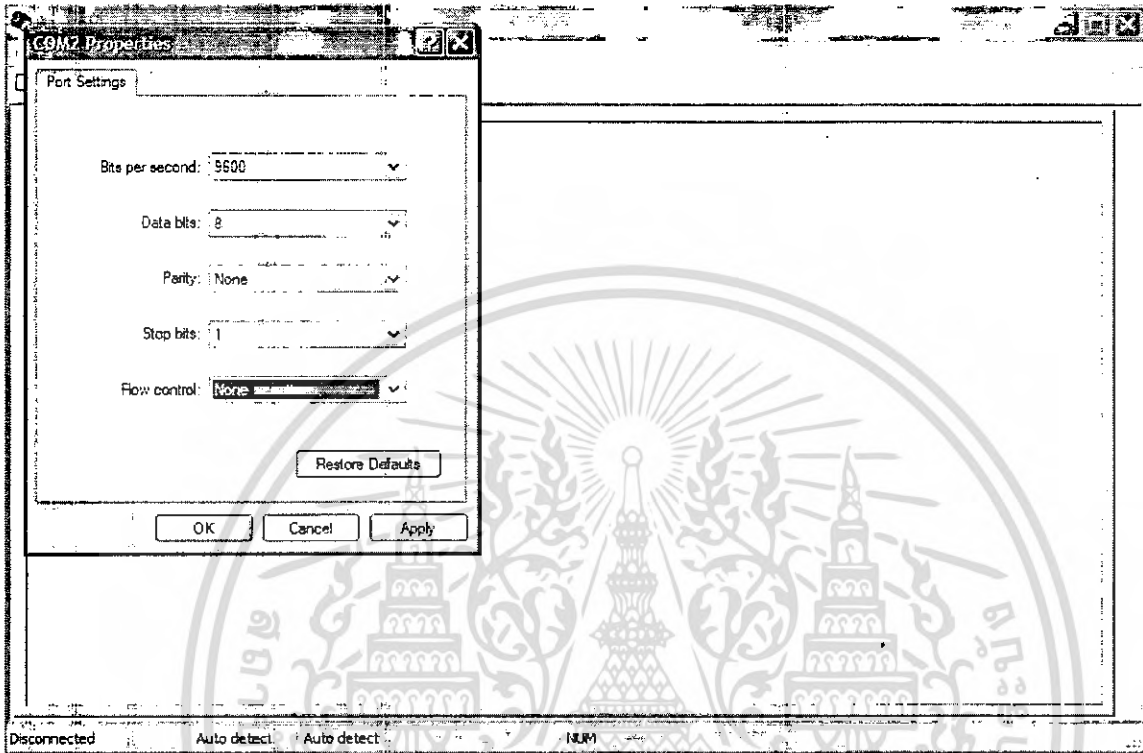 COM2 Properties
Port Settings
Bits per second: 9600
Data bits: 8
Parity: None
Stop bits: 1
Flow control: None
Restore Defaults
OK Cancel Apply
Disconnected Auto detect Auto detect NUM